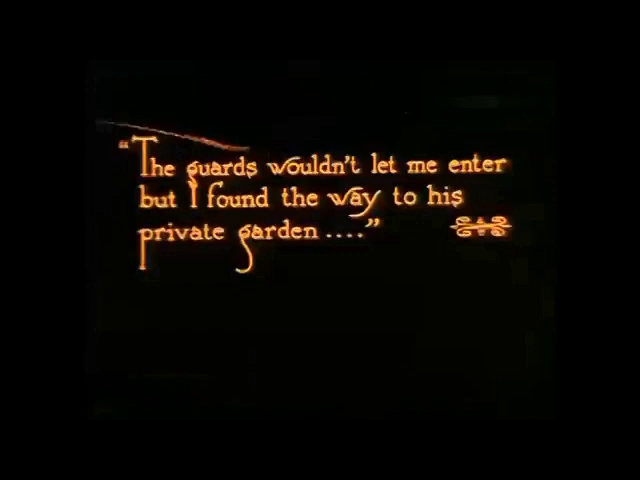 “The guards wouldn't let me enter
but I found the way to his
private garden ....”